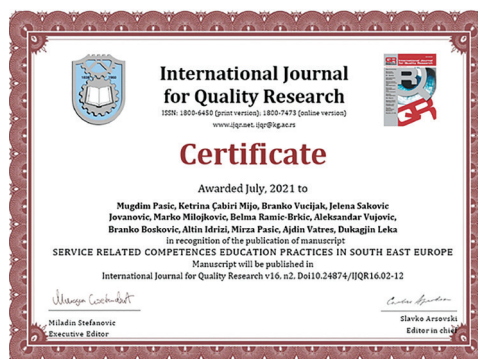 International Journal
for Quality Research
ISSN: 1800-6450 (print version); 1800-7473 (online version)
www.ijqr.net, ijqr@kg.ac.rs
Certificate
Awarded July, 2021 to
Mugdim Pasic, Ketrina Çabiri Mijo, Branko Vucijak, Jelena Sakovic
Jovanovic, Marko Milojkovic, Belma Ramic-Brkic, Aleksandar Vujovic,
Branko Boskovic, Altin Idrizi, Mirza Pasic, Ajdin Vatres, Dukagjin Leka
in recognition of the publication of manuscript
SERVICE RELATED COMPETENCES EDUCATION PRACTICES IN SOUTH EAST EUROPE
Manuscript will be published in
International Journal for Quality Research v16, n2. Doi10.24874/IJQR16.02-12
Miladin Stefanovic
Executive Editor
Slavko Arsovski
Editor in chief